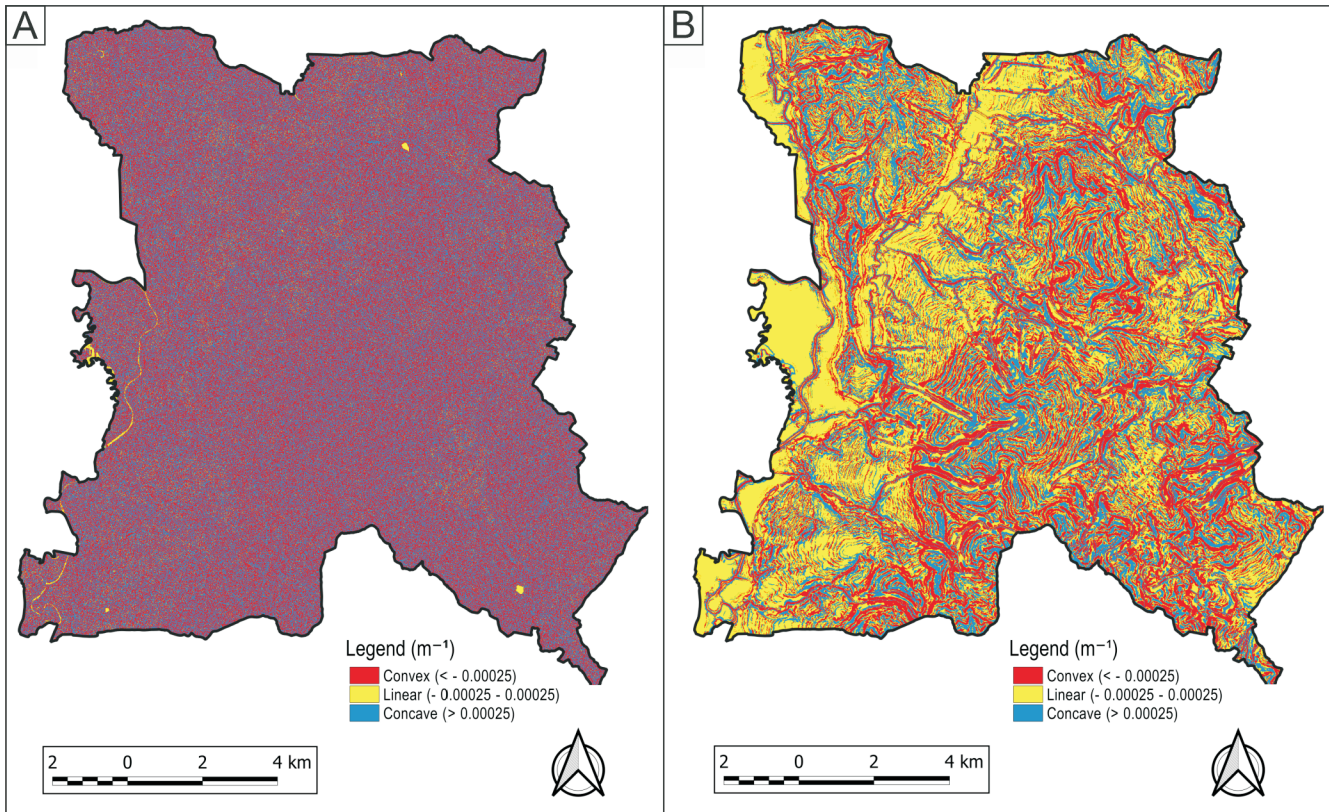 A
Legend (m⁻¹)
Convex (< - 0.00025)
Linear (- 0.00025 - 0.00025)
Concave (> 0.00025)
2 0 2 4 km
B
Legend (m⁻¹)
Convex (< - 0.00025)
Linear (- 0.00025 - 0.00025)
Concave (> 0.00025)
2 0 2 4 km